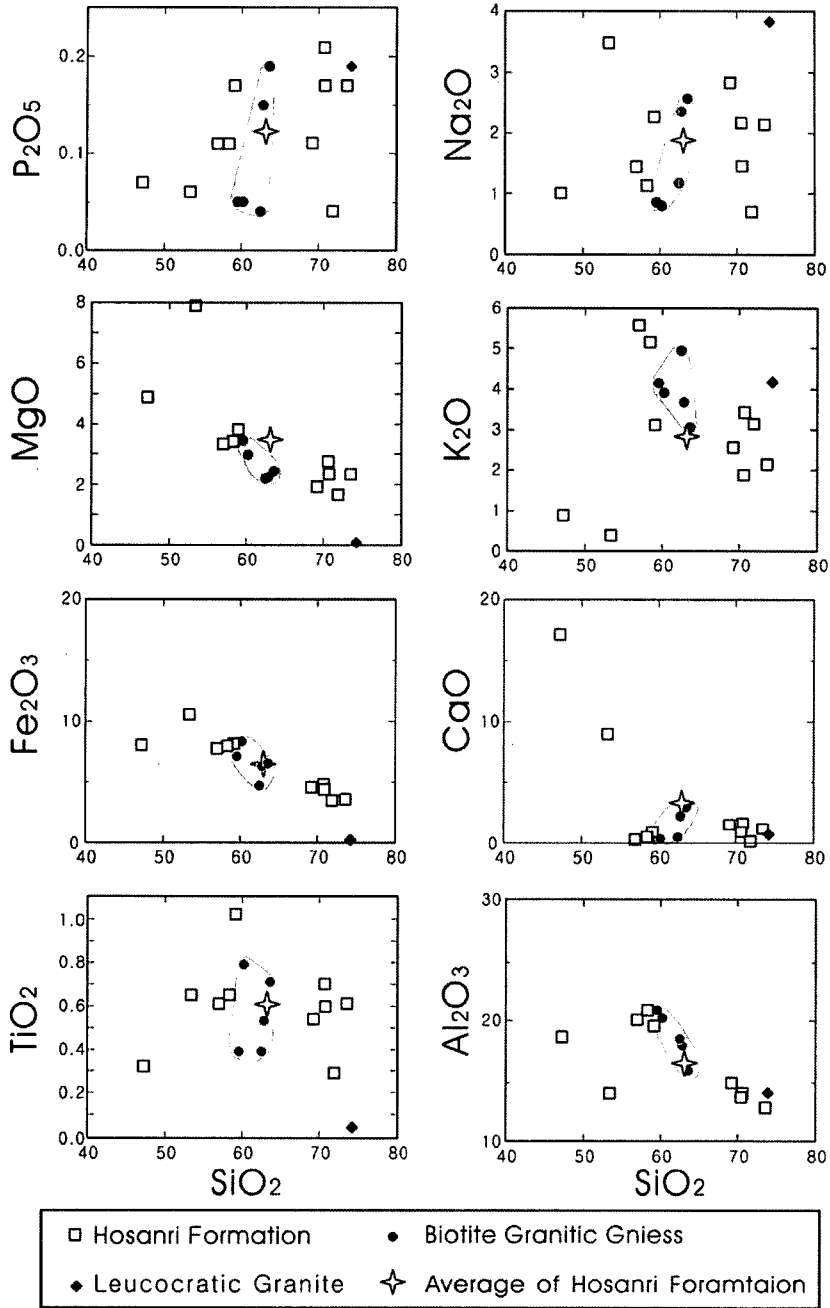 P2O5
0.2
0.1
0.0
40 50 60 70 80
Na2O
4
3
2
1
0
40 50 60 70 80
MgO
8
6
4
2
0
40 50 60 70 80
K2O
6
5
4
3
2
1
0
40 50 60 70 80
Fe2O3
20
10
0
40 50 60 70 80
CaO
20
10
0
40 50 60 70 80
TiO2
1.0
0.8
0.6
0.4
0.2
0.0
40 50 60 70 80
SiO2
Al2O3
30
20
10
40 50 60 70 80
SiO2
Hosanri Formation
Biotite Granitic Gniess
Leucocratic Granite
Average of Hosanri Foramtaion